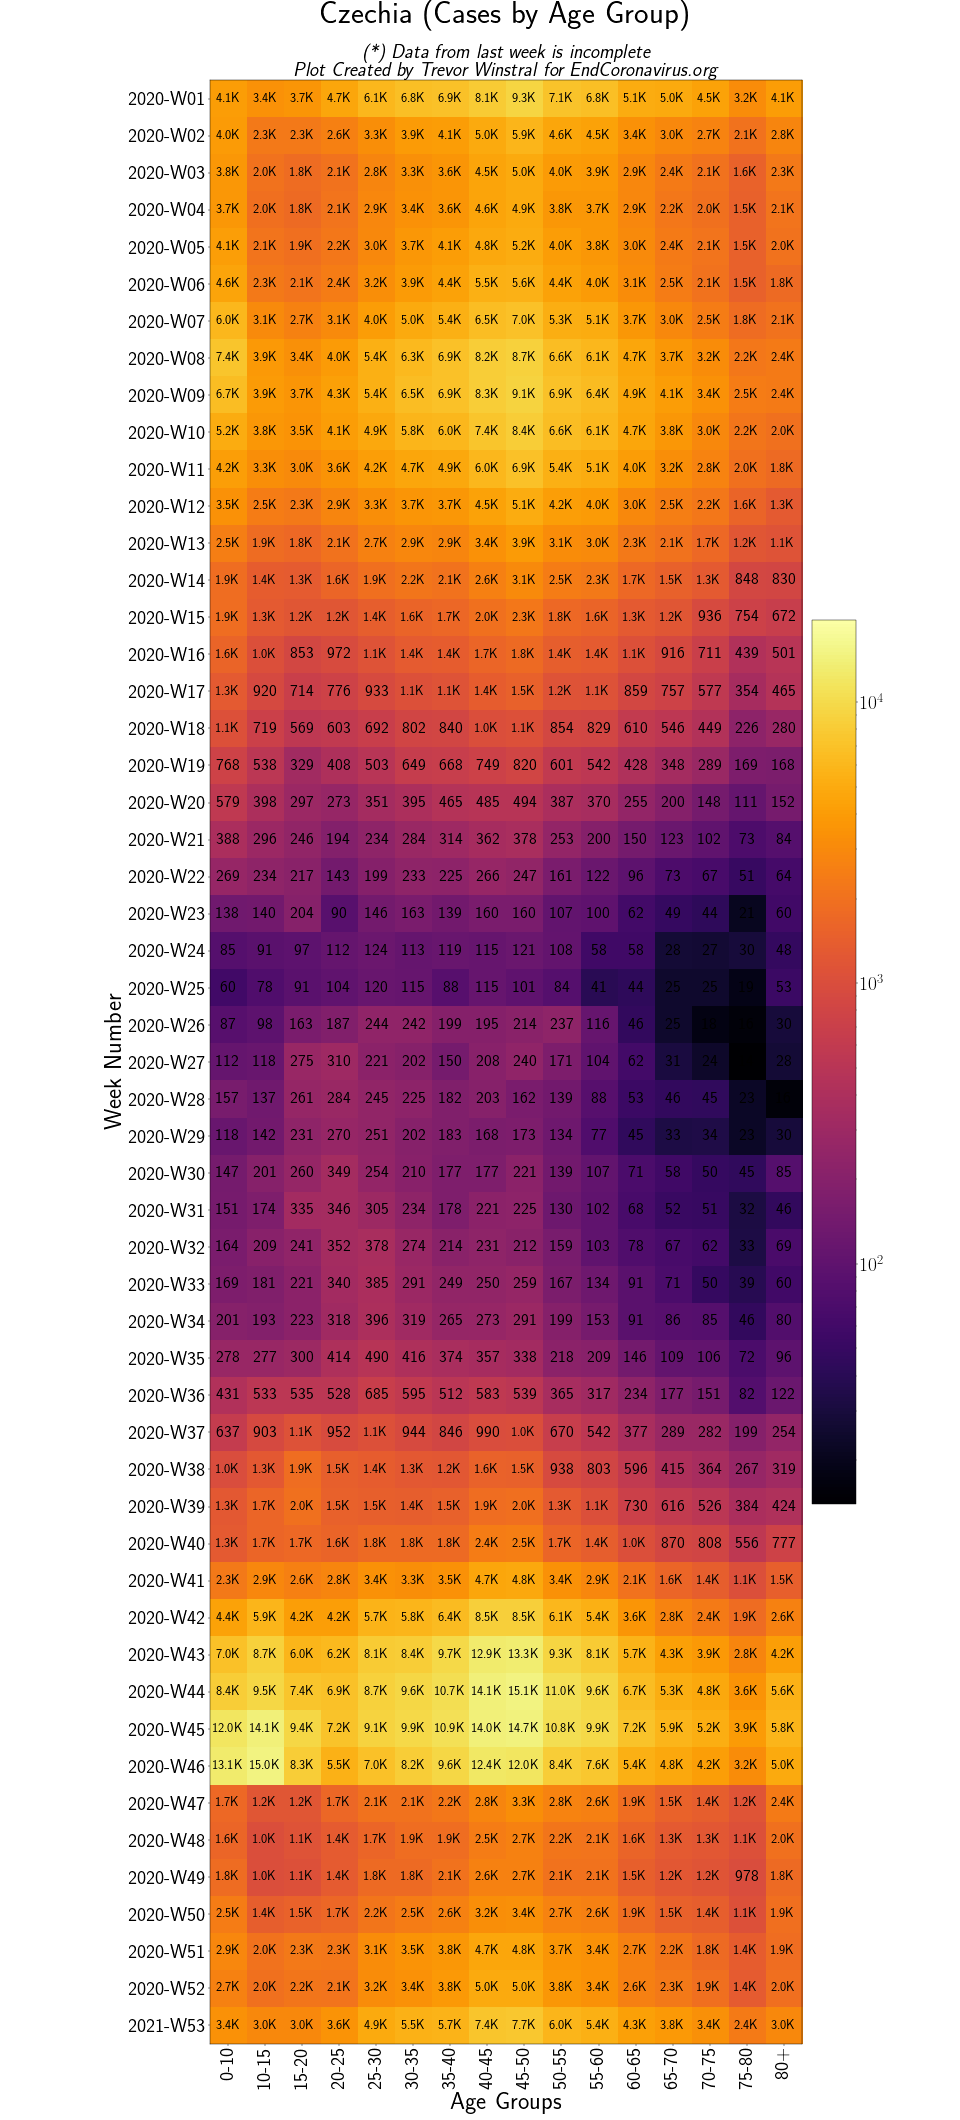 Czechia (Cases by Age Group)
(*) Data from last week is incomplete
Plot Created by Trevor Winstral for EndCoronavirus.org
2020-W01 4.1K 3.4K 3.7K 4.7K 6.1K 6.8K 6.9K 8.1K 9.3K 7.1K 6.8K 5.1K 5.0K 4.5K 3.2K 4.1K
2020-W02 4.0K 2.3K 2.3K 2.6K 3.3K 3.9K 4.1K 5.0K 5.9K 4.6K 4.5K 3.4K 3.0K 2.7K 2.1K 2.8K
2020-W03 3.8K 2.0K 1.8K 2.1K 2.8K 3.3K 3.6K 4.5K 5.0K 4.0K 3.9K 2.9K 2.4K 2.1K 1.6K 2.3K
2020-W04 3.7K 2.0K 1.8K 2.1K 2.9K 3.4K 3.6K 4.6K 4.9K 3.8K 3.7K 2.9K 2.2K 2.0K 1.5K 2.1K
2020-W05 4.1K 2.1K 1.9K 2.2K 3.0K 3.7K 4.1K 4.8K 5.2K 4.0K 3.8K 3.0K 2.4K 2.1K 1.5K 2.0K
2020-W06 4.6K 2.3K 2.1K 2.4K 3.2K 3.9K 4.4K 5.5K 5.6K 4.4K 4.0K 3.1K 2.5K 2.1K 1.5K 1.8K
2020-W07 6.0K 3.1K 2.7K 3.1K 4.0K 5.0K 5.4K 6.5K 7.0K 5.3K 5.1K 3.7K 3.0K 2.5K 1.8K 2.1K
2020-W08 7.4K 3.9K 3.4K 4.0K 5.4K 6.3K 6.9K 8.2K 8.7K 6.6K 6.1K 4.7K 3.7K 3.2K 2.2K 2.4K
2020-W09 6.7K 3.9K 3.7K 4.3K 5.4K 6.5K 6.9K 8.3K 9.1K 6.9K 6.4K 4.9K 4.1K 3.4K 2.5K 2.4K
2020-W10 5.2K 3.8K 3.5K 4.1K 4.9K 5.8K 6.0K 7.4K 8.4K 6.6K 6.1K 4.7K 3.8K 3.0K 2.2K 2.0K
2020-W11 4.2K 3.3K 3.0K 3.6K 4.2K 4.7K 4.9K 6.0K 6.9K 5.4K 5.1K 4.0K 3.2K 2.8K 2.0K 1.8K
2020-W12 3.5K 2.5K 2.3K 2.9K 3.3K 3.7K 3.7K 4.5K 5.1K 4.2K 4.0K 3.0K 2.5K 2.2K 1.6K 1.3K
2020-W13 2.5K 1.9K 1.8K 2.1K 2.7K 2.9K 2.9K 3.4K 3.9K 3.1K 3.0K 2.3K 2.1K 1.7K 1.2K 1.1K
2020-W14 1.9K 1.4K 1.3K 1.6K 1.9K 2.2K 2.1K 2.6K 3.1K 2.5K 2.3K 1.7K 1.5K 1.3K 848 830
2020-W15 1.9K 1.3K 1.2K 1.2K 1.4K 1.6K 1.7K 2.0K 2.3K 1.8K 1.6K 1.3K 1.2K 936 754 672
2020-W16 1.6K 1.0K 853 972 1.1K 1.4K 1.4K 1.7K 1.8K 1.4K 1.4K 1.1K 916 711 439 501
2020-W17 1.3K 920 714 776 933 1.1K 1.1K 1.4K 1.5K 1.2K 1.1K 859 757 577 354 465
2020-W18 1.1K 719 569 603 692 802 840 1.0K 1.1K 854 829 610 546 449 226 280
2020-W19 768 538 329 408 503 649 668 749 820 601 542 428 348 289 169 168
2020-W20 579 398 297 273 351 395 465 485 494 387 370 255 200 148 111 152
2020-W21 388 296 246 194 234 284 314 362 378 253 200 150 123 102 73 84
2020-W22 269 234 217 143 199 233 225 266 247 161 122 96 73 67 51 64
2020-W23 138 140 204 90 146 163 139 160 160 107 100 62 49 44 21 60
2020-W24 85 91 97 112 124 113 119 115 121 108 58 58 28 27 30 48
2020-W25 60 78 91 104 120 115 88 115 101 84 41 44 25 25 53
2020-W26 87 98 163 187 244 242 199 195 214 237 116 46 25 30
2020-W27 112 118 275 310 221 202 150 208 240 171 104 62 31 24 28
2020-W28 157 137 261 284 245 225 182 203 162 139 88 53 46 45 23
2020-W29 118 142 231 270 251 202 183 168 173 134 77 45 33 34 23 30
2020-W30 147 201 260 349 254 210 177 177 221 139 107 71 58 50 45 85
2020-W31 151 174 335 346 305 234 178 221 225 130 102 68 52 51 32 46
2020-W32 164 209 241 352 378 274 214 231 212 159 103 78 67 62 33 69
2020-W33 169 181 221 340 385 291 249 250 259 167 134 91 71 50 39 60
2020-W34 201 193 223 318 396 319 265 273 291 199 153 91 86 85 46 80
2020-W35 278 277 300 414 490 416 374 357 338 218 209 146 109 106 72 96
2020-W36 431 533 535 528 685 595 512 583 539 365 317 234 177 151 82 122
2020-W37 637 903 1.1K 952 1.1K 944 846 990 1.0K 670 542 377 289 282 199 254
2020-W38 1.0K 1.3K 1.9K 1.5K 1.4K 1.3K 1.2K 1.6K 1.5K 938 803 596 415 364 267 319
2020-W39 1.3K 1.7K 2.0K 1.5K 1.5K 1.4K 1.5K 1.9K 2.0K 1.3K 1.1K 730 616 526 384 424
2020-W40 1.3K 1.7K 1.7K 1.6K 1.8K 1.8K 1.8K 2.4K 2.5K 1.7K 1.4K 1.0K 870 808 556 777
2020-W41 2.3K 2.9K 2.6K 2.8K 3.4K 3.3K 3.5K 4.7K 4.8K 3.4K 2.9K 2.1K 1.6K 1.4K 1.1K 1.5K
2020-W42 4.4K 5.9K 4.2K 4.2K 5.7K 5.8K 6.4K 8.5K 8.5K 6.1K 5.4K 3.6K 2.8K 2.4K 1.9K 2.6K
2020-W43 7.0K 8.7K 6.0K 6.2K 8.1K 8.4K 9.7K 12.9K 13.3K 9.3K 8.1K 5.7K 4.3K 3.9K 2.8K 4.2K
2020-W44 8.4K 9.5K 7.4K 6.9K 8.7K 9.6K 10.7K 14.1K 15.1K 11.0K 9.6K 6.7K 5.3K 4.8K 3.6K 5.6K
2020-W45 12.0K 14.1K 9.4K 7.2K 9.1K 9.9K 10.9K 14.0K 14.7K 10.8K 9.9K 7.2K 5.9K 5.2K 3.9K 5.8K
2020-W46 13.1K 15.0K 8.3K 5.5K 7.0K 8.2K 9.6K 12.4K 12.0K 8.4K 7.6K 5.4K 4.8K 4.2K 3.2K 5.0K
2020-W47 1.7K 1.2K 1.2K 1.7K 2.1K 2.1K 2.2K 2.8K 3.3K 2.8K 2.6K 1.9K 1.5K 1.4K 1.2K 2.4K
2020-W48 1.6K 1.0K 1.1K 1.4K 1.7K 1.9K 1.9K 2.5K 2.7K 2.2K 2.1K 1.6K 1.3K 1.3K 1.1K 2.0K
2020-W49 1.8K 1.0K 1.1K 1.4K 1.8K 1.8K 2.1K 2.6K 2.7K 2.1K 2.1K 1.5K 1.2K 1.2K 978 1.8K
2020-W50 2.5K 1.4K 1.5K 1.7K 2.2K 2.5K 2.6K 3.2K 3.4K 2.7K 2.6K 1.9K 1.5K 1.4K 1.1K 1.9K
2020-W51 2.9K 2.0K 2.3K 2.3K 3.1K 3.5K 3.8K 4.7K 4.8K 3.7K 3.4K 2.7K 2.2K 1.8K 1.4K 1.9K
2020-W52 2.7K 2.0K 2.2K 2.1K 3.2K 3.4K 3.8K 5.0K 5.0K 3.8K 3.4K 2.6K 2.3K 1.9K 1.4K 2.0K
2021-W53 3.4K 3.0K 3.0K 3.6K 4.9K 5.5K 5.7K 7.4K 7.7K 6.0K 5.4K 4.3K 3.8K 3.4K 2.4K 3.0K
0-10 10-15 15-20 20-25 25-30 30-35 35-40 40-45 45-50 50-55 55-60 60-65 65-70 70-75 75-80 80+
Age Groups
Week Number
10⁴
10³
10²